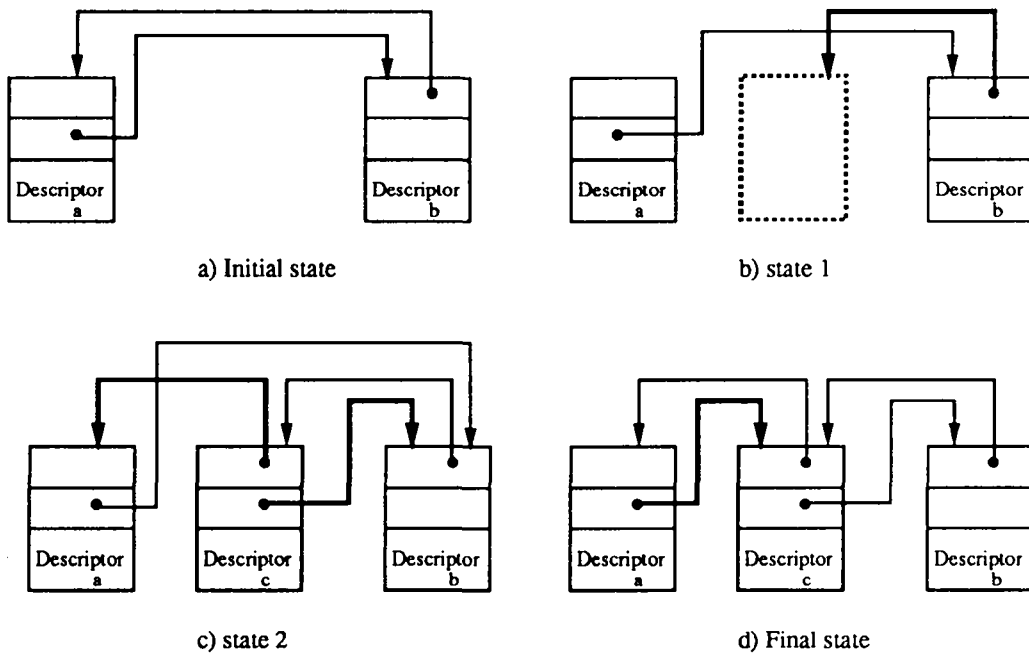 Descriptor
a
Descriptor
b
a) Initial state
Descriptor
a
Descriptor
b
b) state 1
Descriptor
a
Descriptor
c
Descriptor
b
c) state 2
Descriptor
a
Descriptor
c
Descriptor
b
d) Final state